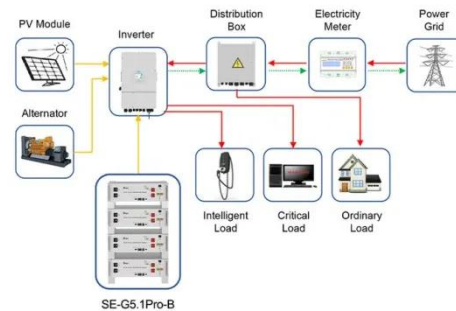 PV Module
Inverter
Distribution
Box
Electricity
Meter
Power
Grid
Alternator
Intelligent
Load
Critical
Load
Ordinary
Load
SE-G5.1Pro-B